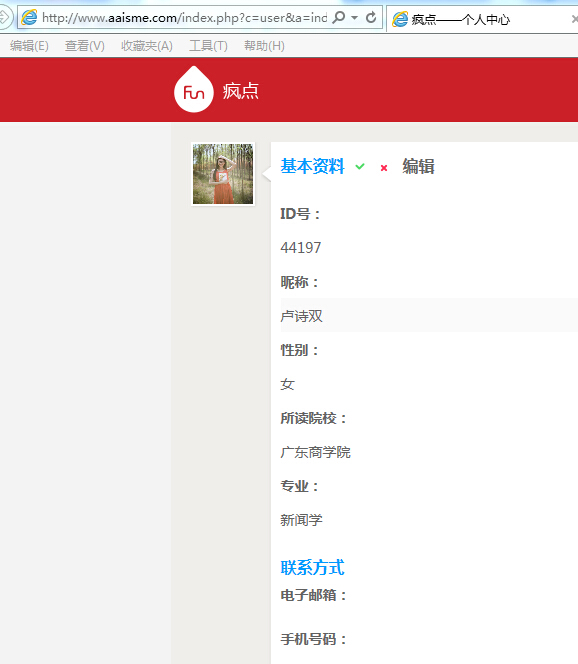 http://www.aaisme.com/index.php?c=user&a=ind
疯点——个人中心
编辑(E) 查看(V) 收藏夹(A) 工具(T) 帮助(H)
Fun 疯点
基本资料 编辑
ID号：
44197
昵称：
卢诗双
性别：
女
所读院校：
广东商学院
专业：
新闻学
联系方式
电子邮箱：
手机号码：